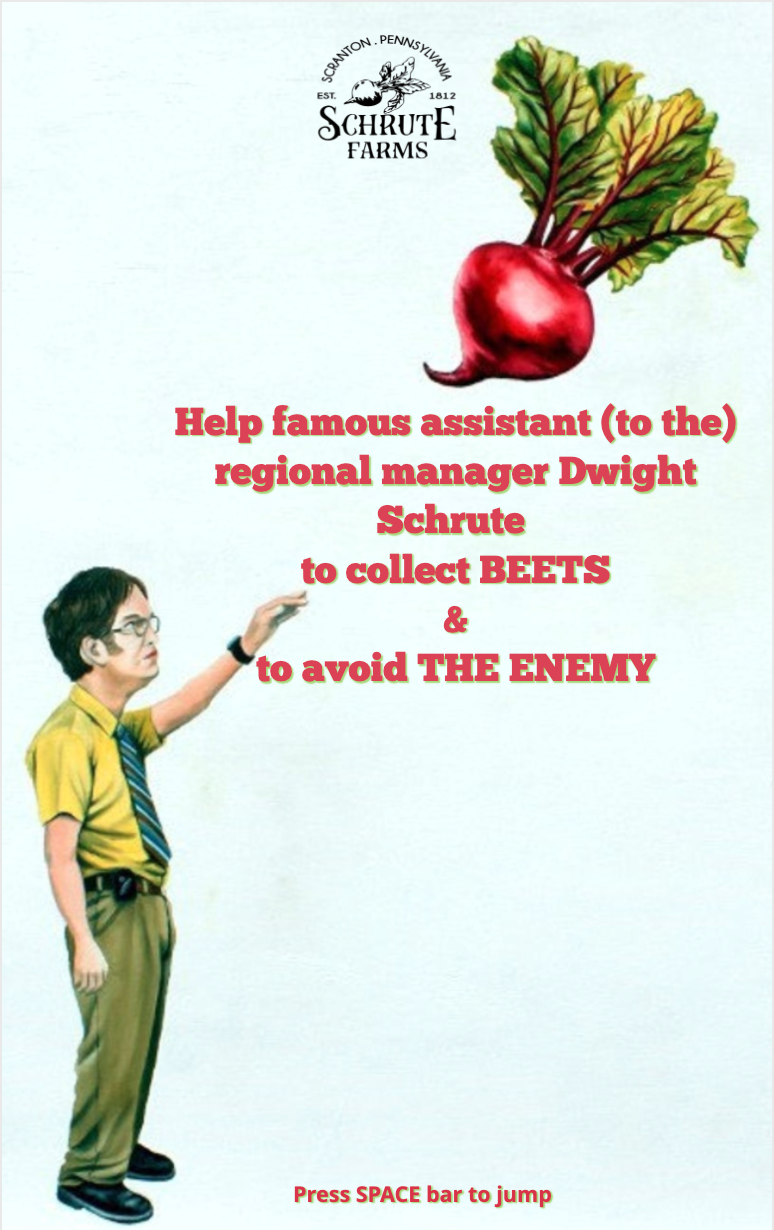 SCRANTON . PENNSYLVANIA
EST. 1812
SCHRUTE
FARMS
Help famous assistant (to the)
regional manager Dwight
Schrute
to collect BEETS
&
to avoid THE ENEMY
Press SPACE bar to jump